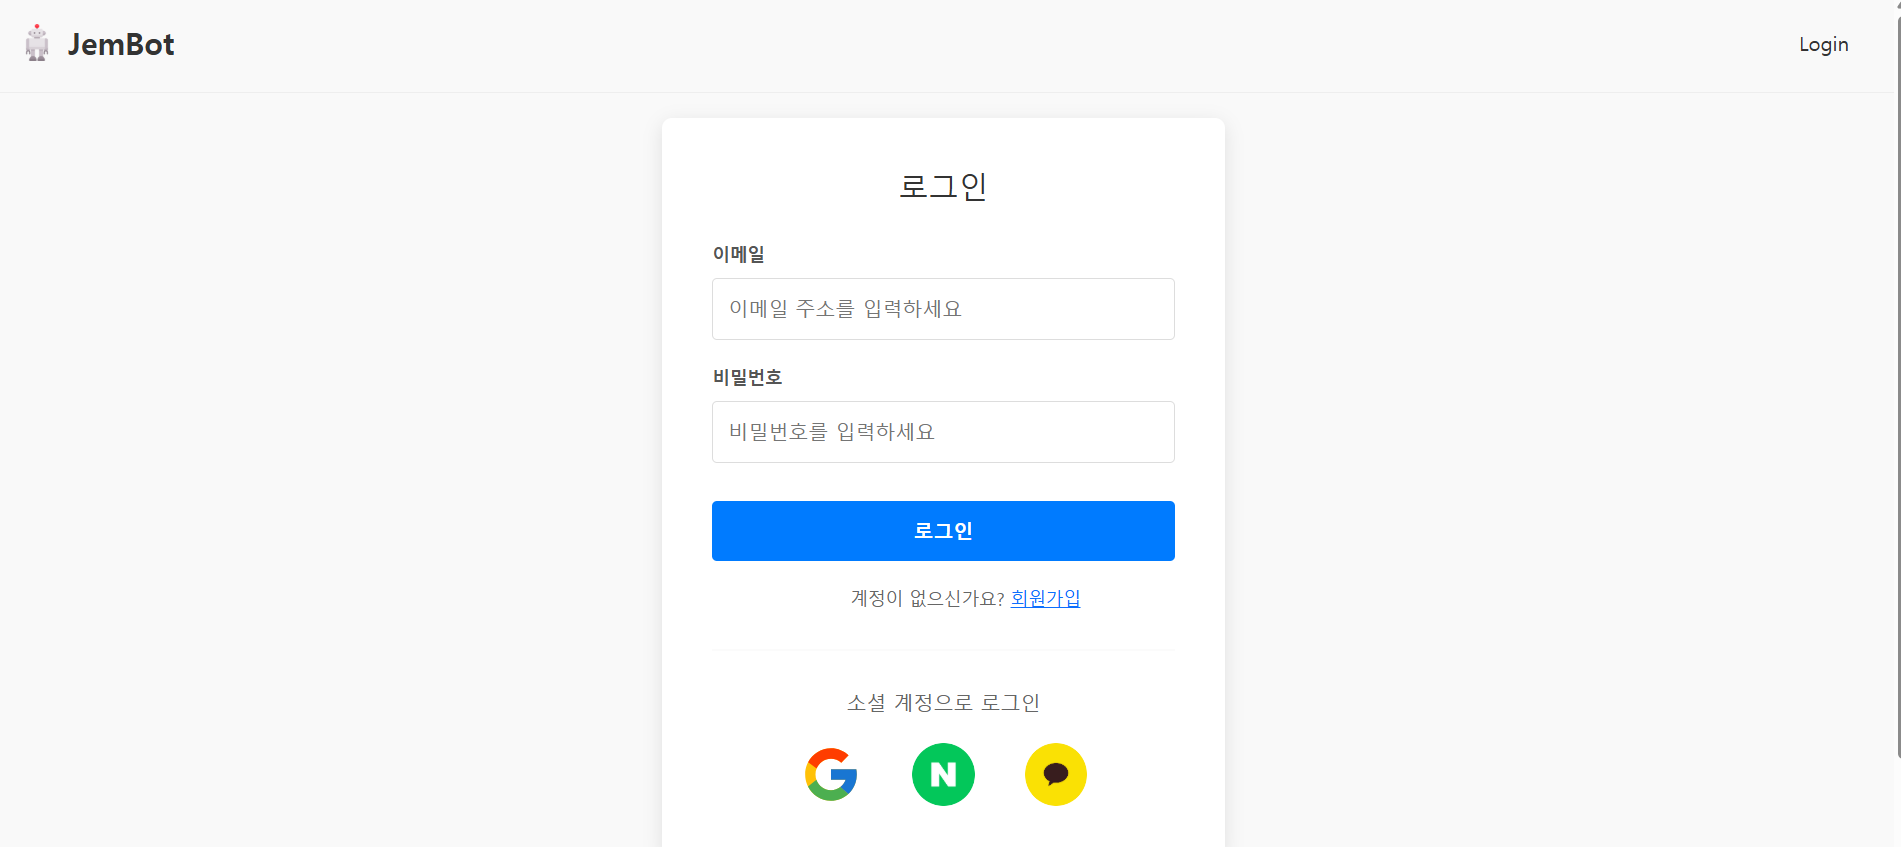 JemBot
Login
로그인
이메일
이메일 주소를 입력하세요
비밀번호
비밀번호를 입력하세요
로그인
계정이 없으신가요? 회원가입
소셜 계정으로 로그인